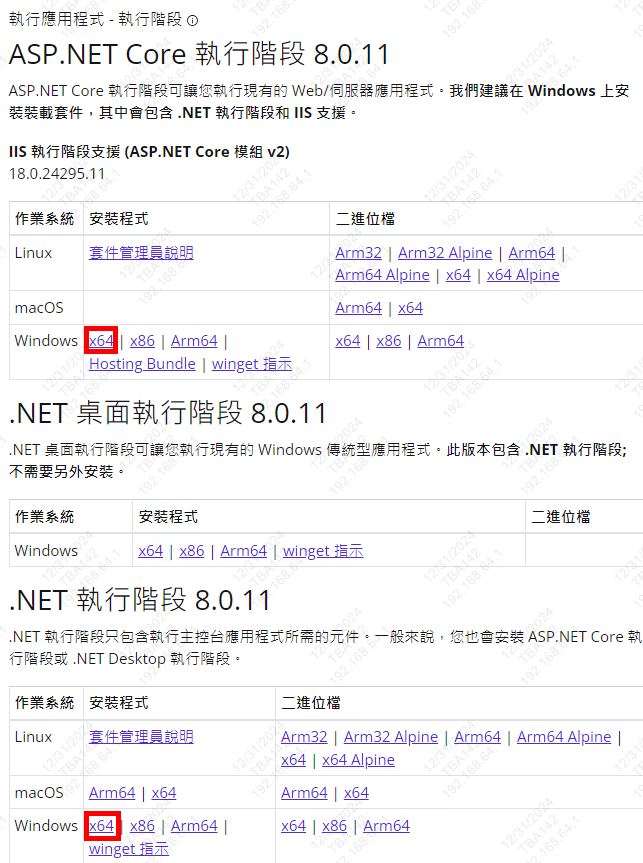 執行應用程式 - 執行階段
ASP.NET Core 執行階段 8.0.11
ASP.NET Core 執行階段可讓您執行現有的 Web/伺服器應用程式。我們建議在 Windows 上安
裝裝載套件，其中會包含 .NET 執行階段和 IIS 支援。
IIS 執行階段支援 (ASP.NET Core 模組 v2)
18.0.24295.11
作業系統 安裝程式 二進位檔
Linux 套件管理員說明 Arm32 | Arm32 Alpine | Arm64 |
Arm64 Alpine | x64 | x64 Alpine
macOS Arm64 | x64
Windows x64 | x86 | Arm64 | x64 | x86 | Arm64
Hosting Bundle | winget 指示
.NET 桌面執行階段 8.0.11
.NET 桌面執行階段可讓您執行現有的 Windows 傳統型應用程式。此版本包含 .NET 執行階段;
不需要另外安裝。
作業系統 安裝程式 二進位檔
Windows x64 | x86 | Arm64 | winget 指示
.NET 執行階段 8.0.11
.NET 執行階段只包含執行主控台應用程式所需的元件。一般來說，您也會安裝 ASP.NET Core 執
行階段或 .NET Desktop 執行階段。
作業系統 安裝程式 二進位檔
Linux 套件管理員說明 Arm32 | Arm32 Alpine | Arm64 | Arm64 Alpine |
x64 | x64 Alpine
macOS Arm64 | x64 Arm64 | x64
Windows x64 | x86 | Arm64 | x64 | x86 | Arm64
winget 指示
12/31/2024
TBA142
192.168.64.1